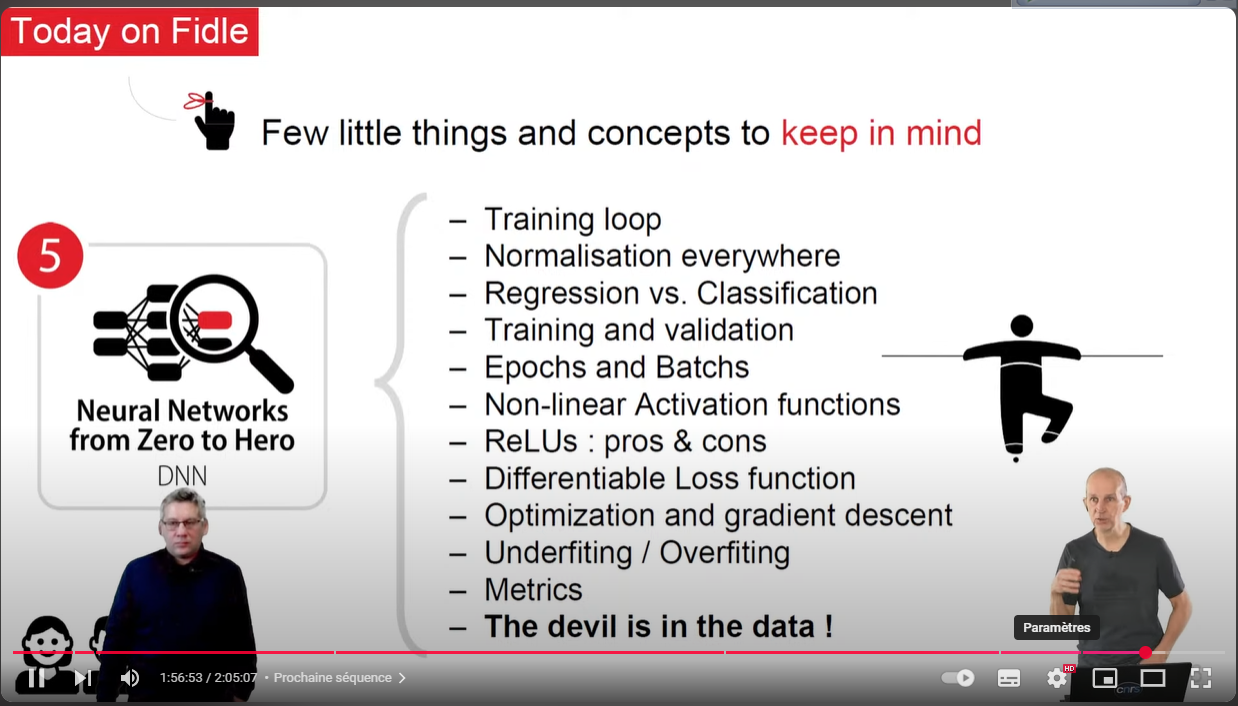 Today on Fidle
Few little things and concepts to keep in mind
5
Neural Networks
from Zero to Hero
DNN
– Training loop
– Normalisation everywhere
– Regression vs. Classification
– Training and validation
– Epochs and Batchs
– Non-linear Activation functions
– ReLUs : pros & cons
– Differentiable Loss function
– Optimization and gradient descent
– Underfiting / Overfiting
– Metrics
– The devil is in the data !
Paramètres
1:56:53 / 2:05:07 • Prochaine séquence
HD
cnrs